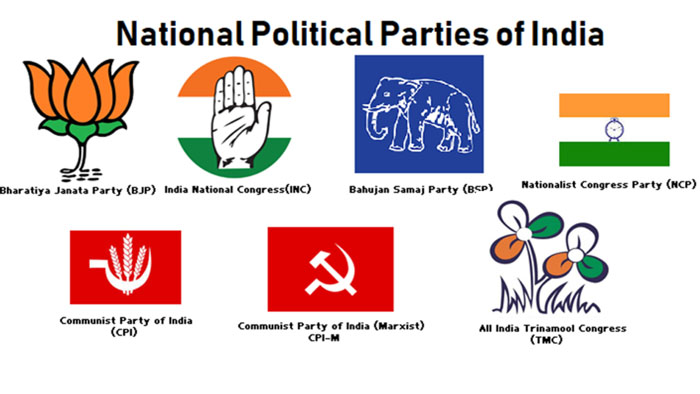 National Political Parties of India
Bharatiya Janata Party (BJP)
India National Congress(INC)
Bahujan Samaj Party (BSP)
Nationalist Congress Party (NCP)
Communist Party of India
(CPI)
Communist Party of India (Marxist)
CPI-M
All India Trinamool Congress
(TMC)